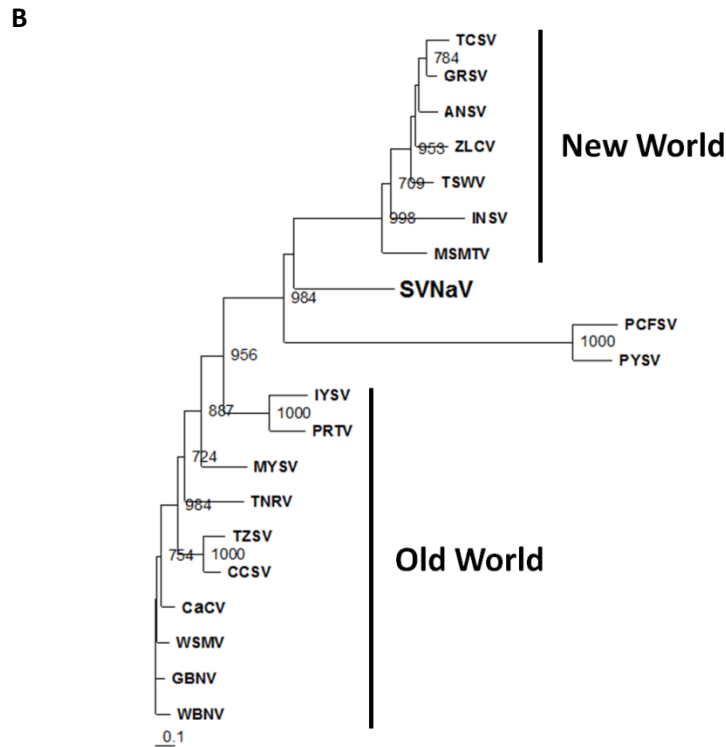 B
TCSV
784
GRSV
ANSV
953 ZLCV
New World
709 TSWV
998 INSV
MSMTV
984 SVNaV
PCFSV
1000
PYSV
956
IYSV
887 1000
PRTV
724 MYSV
984 TNRV
TZSV
754 1000
CCSV
Old World
CaCV
WSMV
GBNV
WBNV
0.1